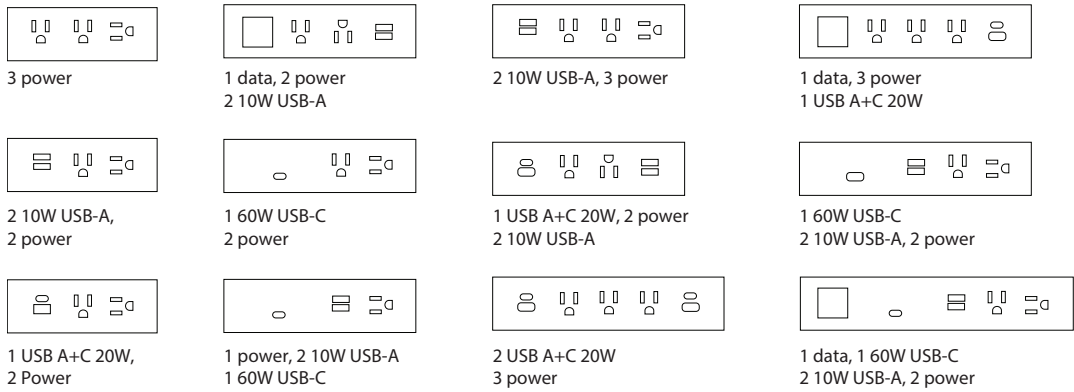 3 power
1 data, 2 power
2 10W USB-A
2 10W USB-A, 3 power
1 data, 3 power
1 USB A+C 20W
2 10W USB-A,
2 power
1 60W USB-C
2 power
1 USB A+C 20W, 2 power
2 10W USB-A
1 60W USB-C
2 10W USB-A, 2 power
1 USB A+C 20W,
2 Power
1 power, 2 10W USB-A
1 60W USB-C
2 USB A+C 20W
3 power
1 data, 1 60W USB-C
2 10W USB-A, 2 power